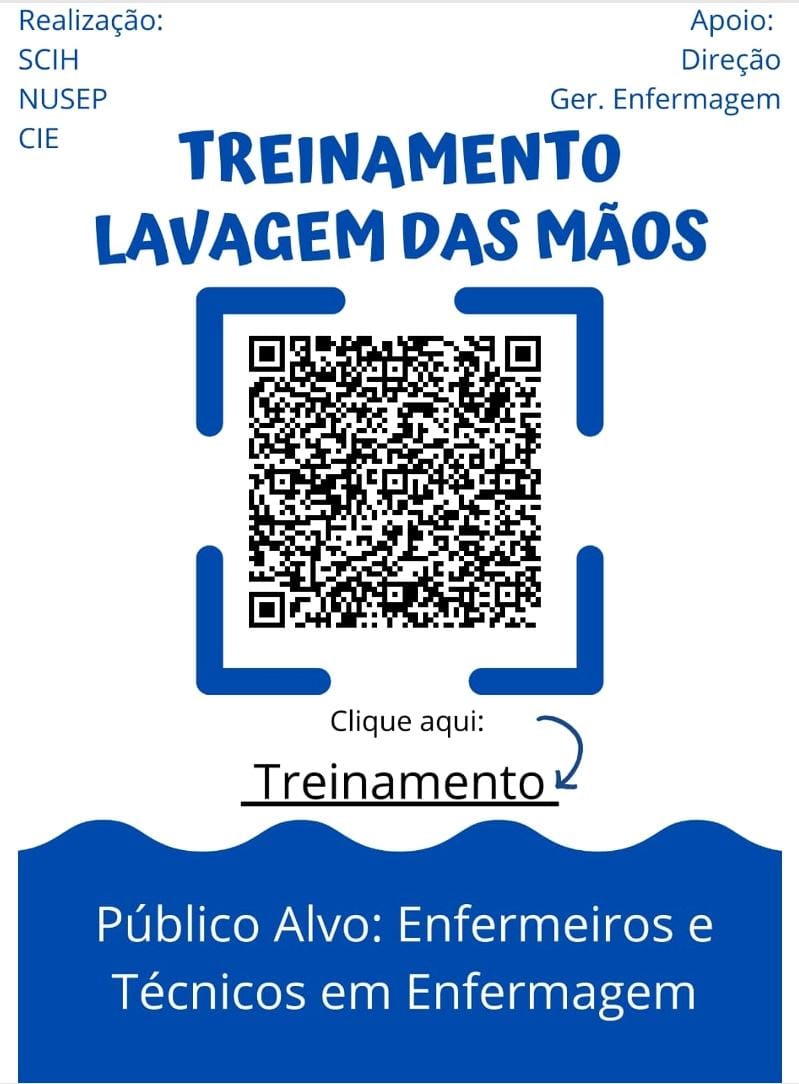 Realização:
SCIH
NUSEP
CIE
Apoio:
Direção
Ger. Enfermagem
TREINAMENTO
LAVAGEM DAS MÃOS
Clique aqui:
Treinamento
Público Alvo: Enfermeiros e
Técnicos em Enfermagem